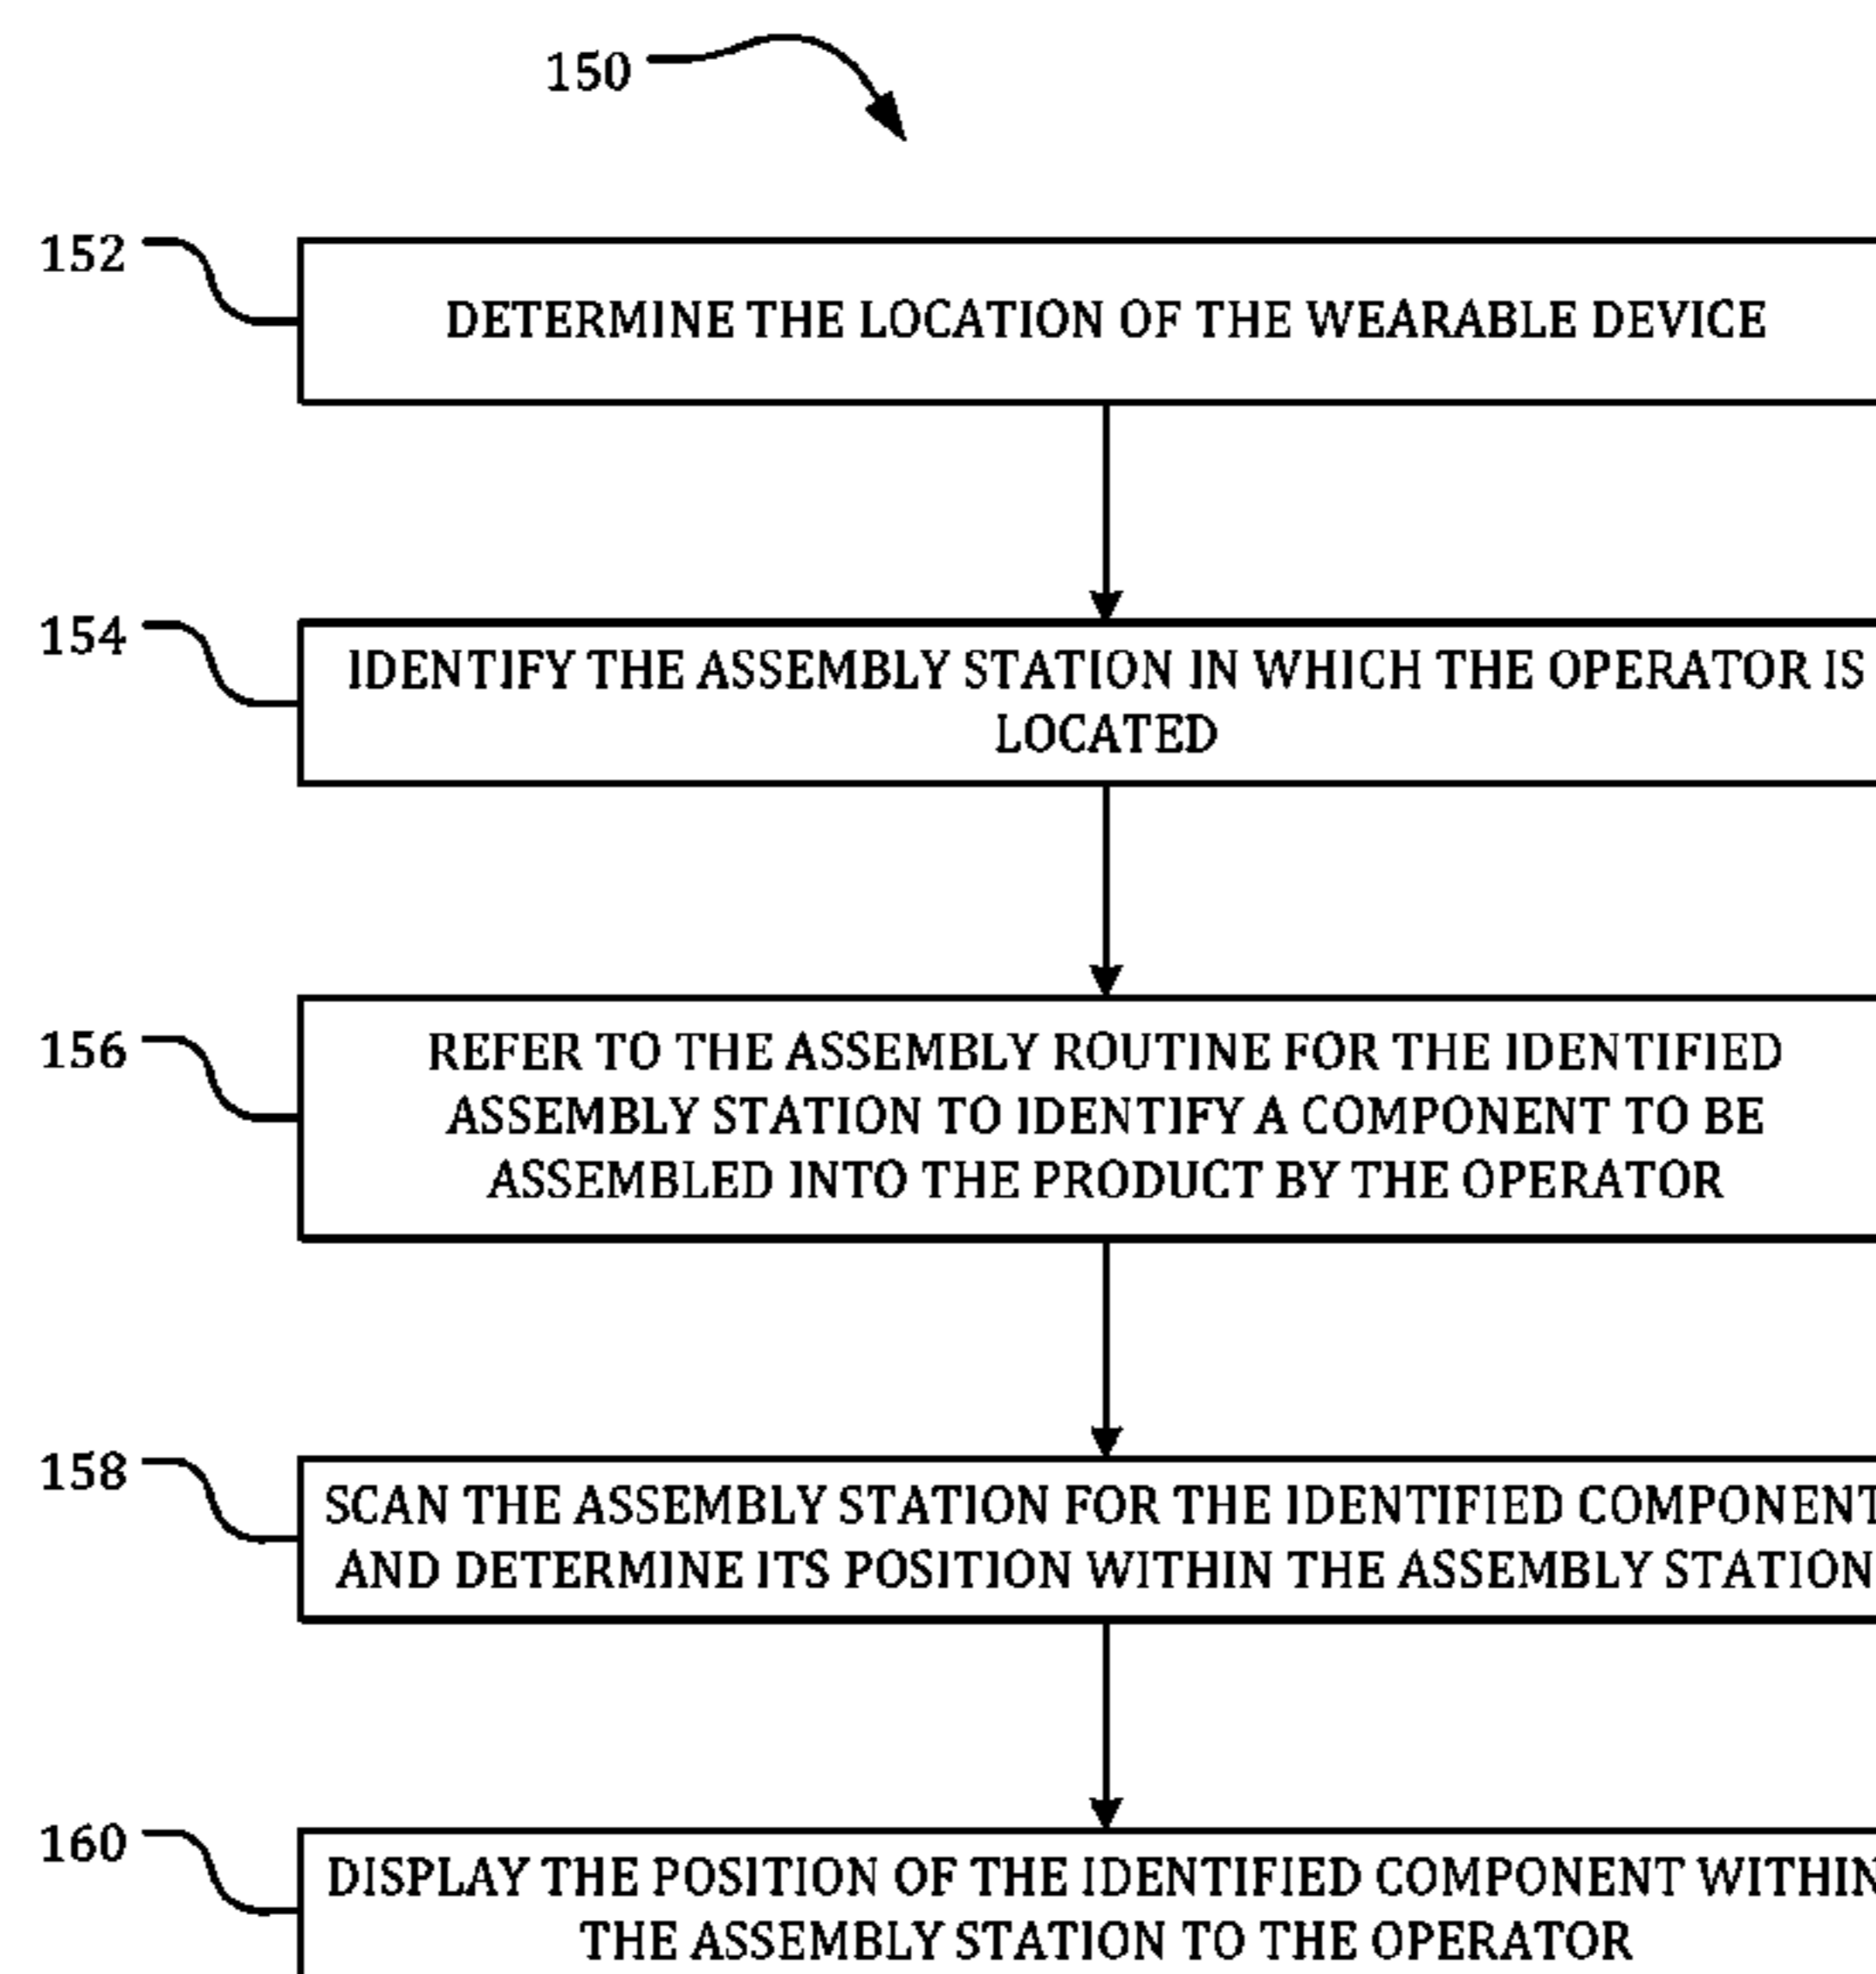 150
152
DETERMINE THE LOCATION OF THE WEARABLE DEVICE
154
IDENTIFY THE ASSEMBLY STATION IN WHICH THE OPERATOR IS
LOCATED
156
REFER TO THE ASSEMBLY ROUTINE FOR THE IDENTIFIED
ASSEMBLY STATION TO IDENTIFY A COMPONENT TO BE
ASSEMBLED INTO THE PRODUCT BY THE OPERATOR
158
SCAN THE ASSEMBLY STATION FOR THE IDENTIFIED COMPONENT
AND DETERMINE ITS POSITION WITHIN THE ASSEMBLY STATION
160
DISPLAY THE POSITION OF THE IDENTIFIED COMPONENT WITHIN
THE ASSEMBLY STATION TO THE OPERATOR